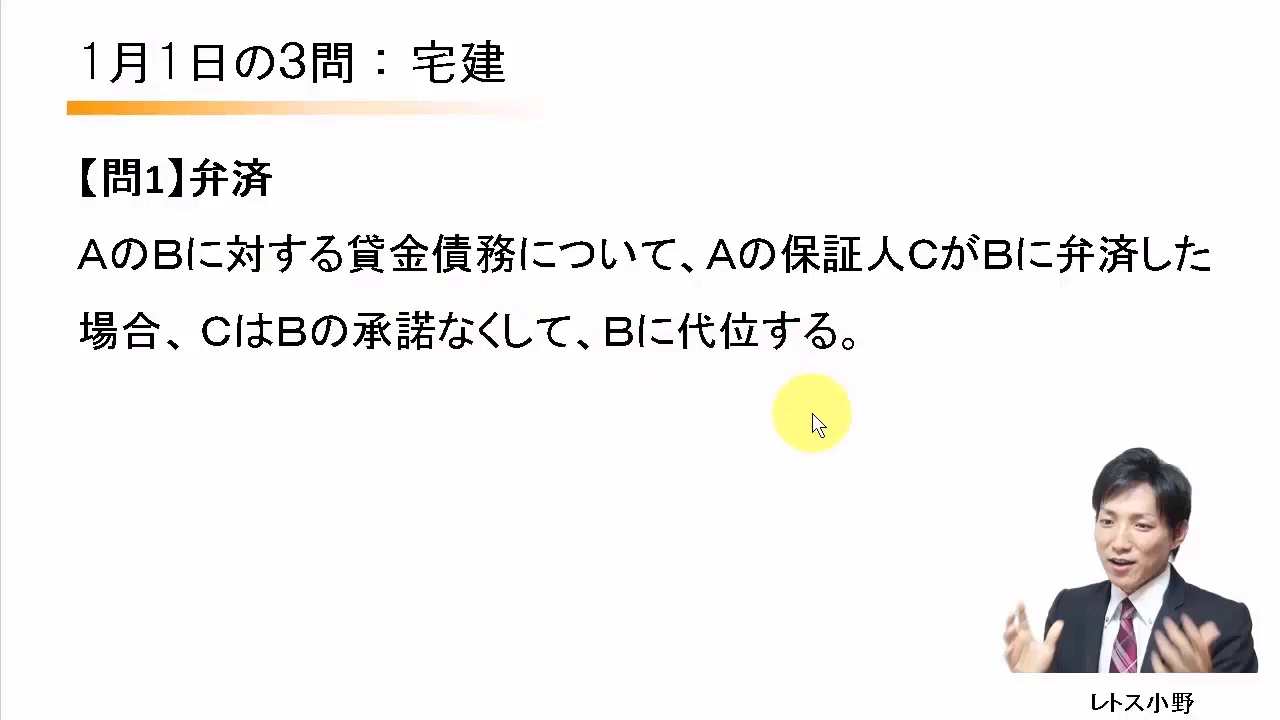 1月1日の3問：宅建
【問1】弁済
AのBに対する貸金債務について、Aの保証人CがBに弁済した
場合、CはBの承諾なくして、Bに代位する。
レトス小野